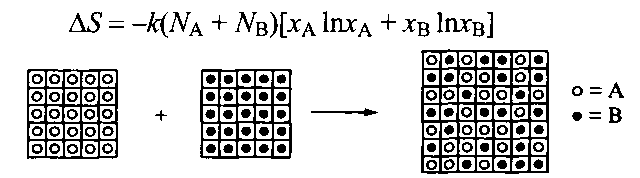 ΔS = –k(N_A + N_B)[x_A lnx_A + x_B lnx_B]
+
○ = A
● = B